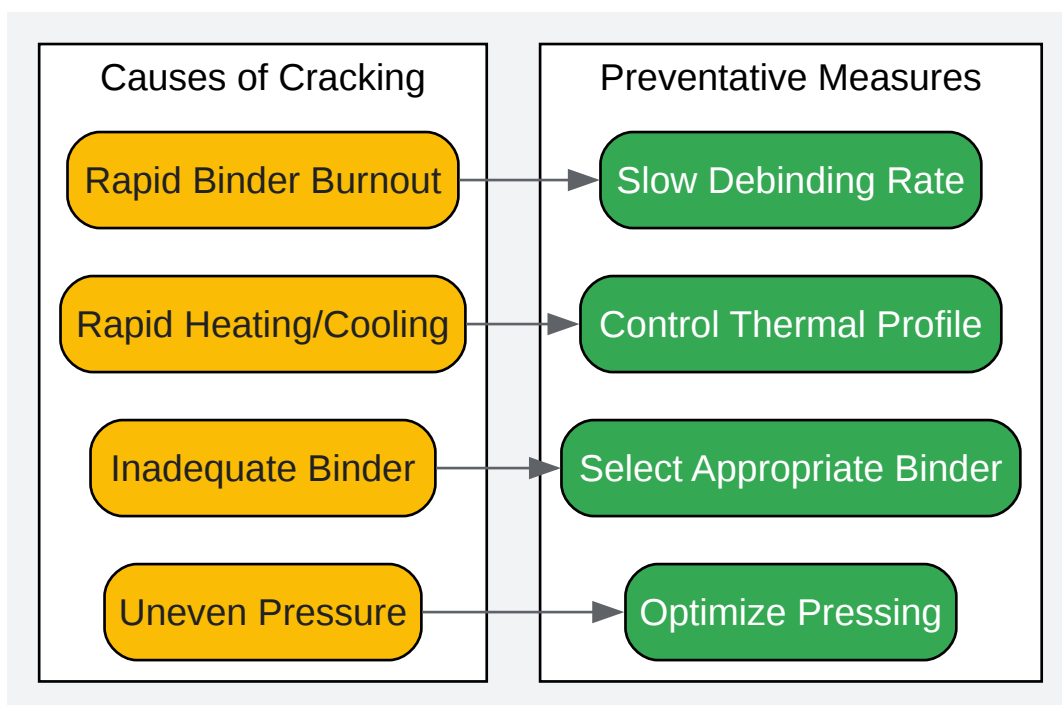 Causes of Cracking
Rapid Binder Burnout
Rapid Heating/Cooling
Inadequate Binder
Uneven Pressure
Preventative Measures
Slow Debinding Rate
Control Thermal Profile
Select Appropriate Binder
Optimize Pressing